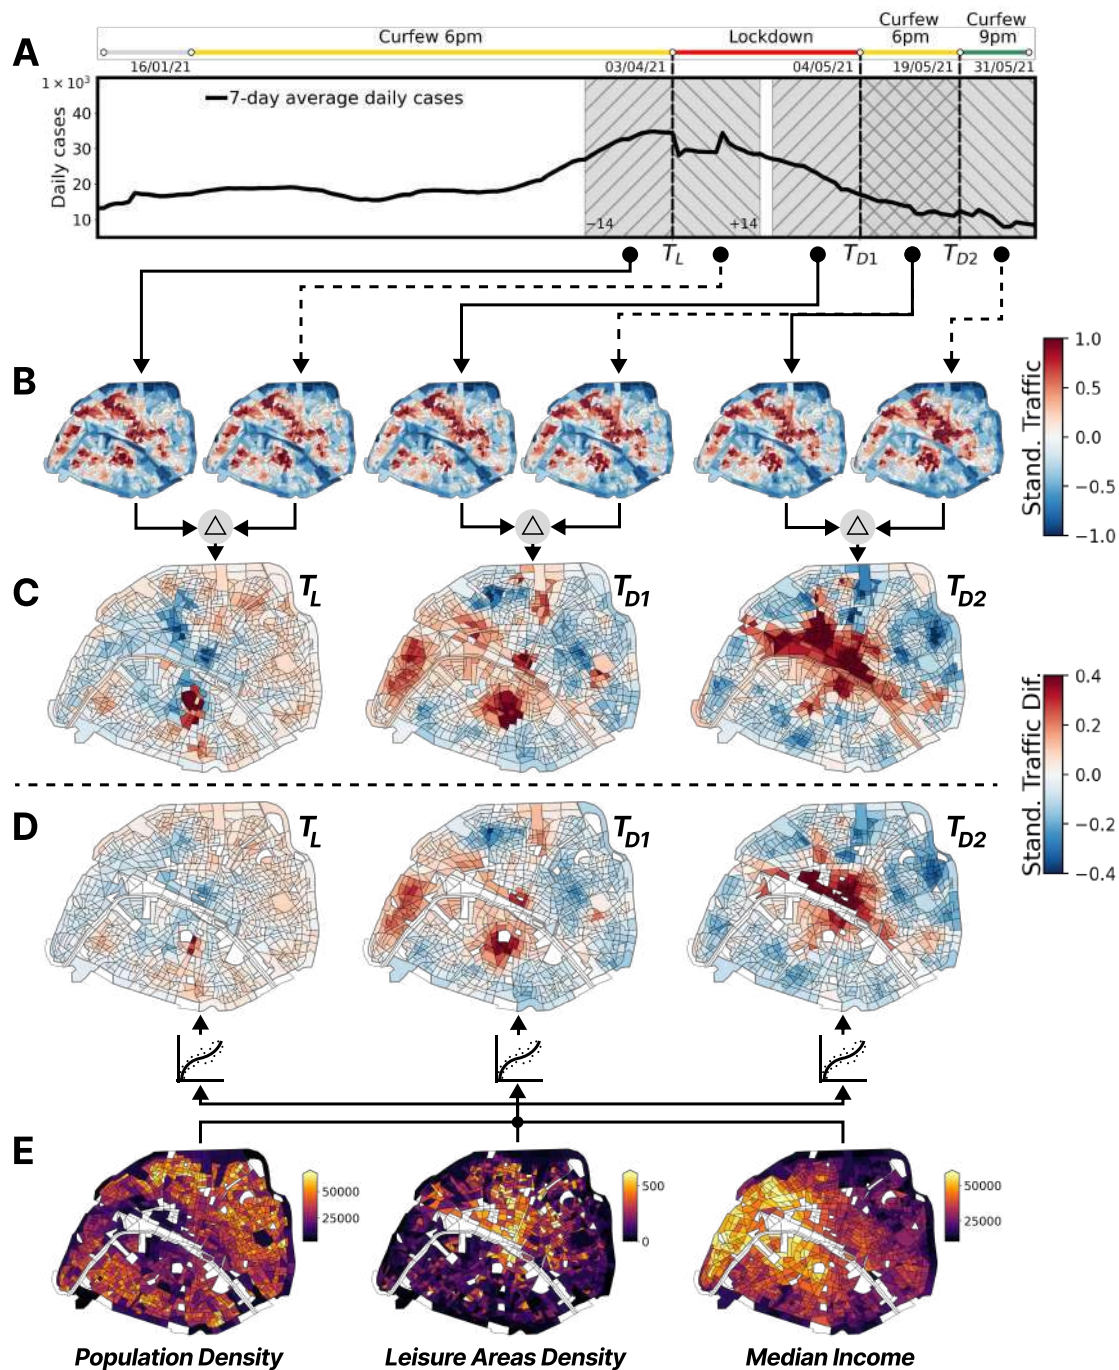 Curfew 6pm
Lockdown
Curfew
6pm
Curfew
9pm
A
16/01/21
03/04/21
04/05/21
19/05/21
31/05/21
1 × 10³
7-day average daily cases
Daily cases
40
30
20
10
−14
+14
T_L
T_D1
T_D2
B
Stand. Traffic
1.0
0.5
0.0
−0.5
−1.0
△
△
△
C
T_L
T_D1
T_D2
Stand. Traffic Dif.
0.4
0.2
0.0
−0.2
−0.4
D
T_L
T_D1
T_D2
E
50000
25000
500
0
50000
25000
Population Density
Leisure Areas Density
Median Income